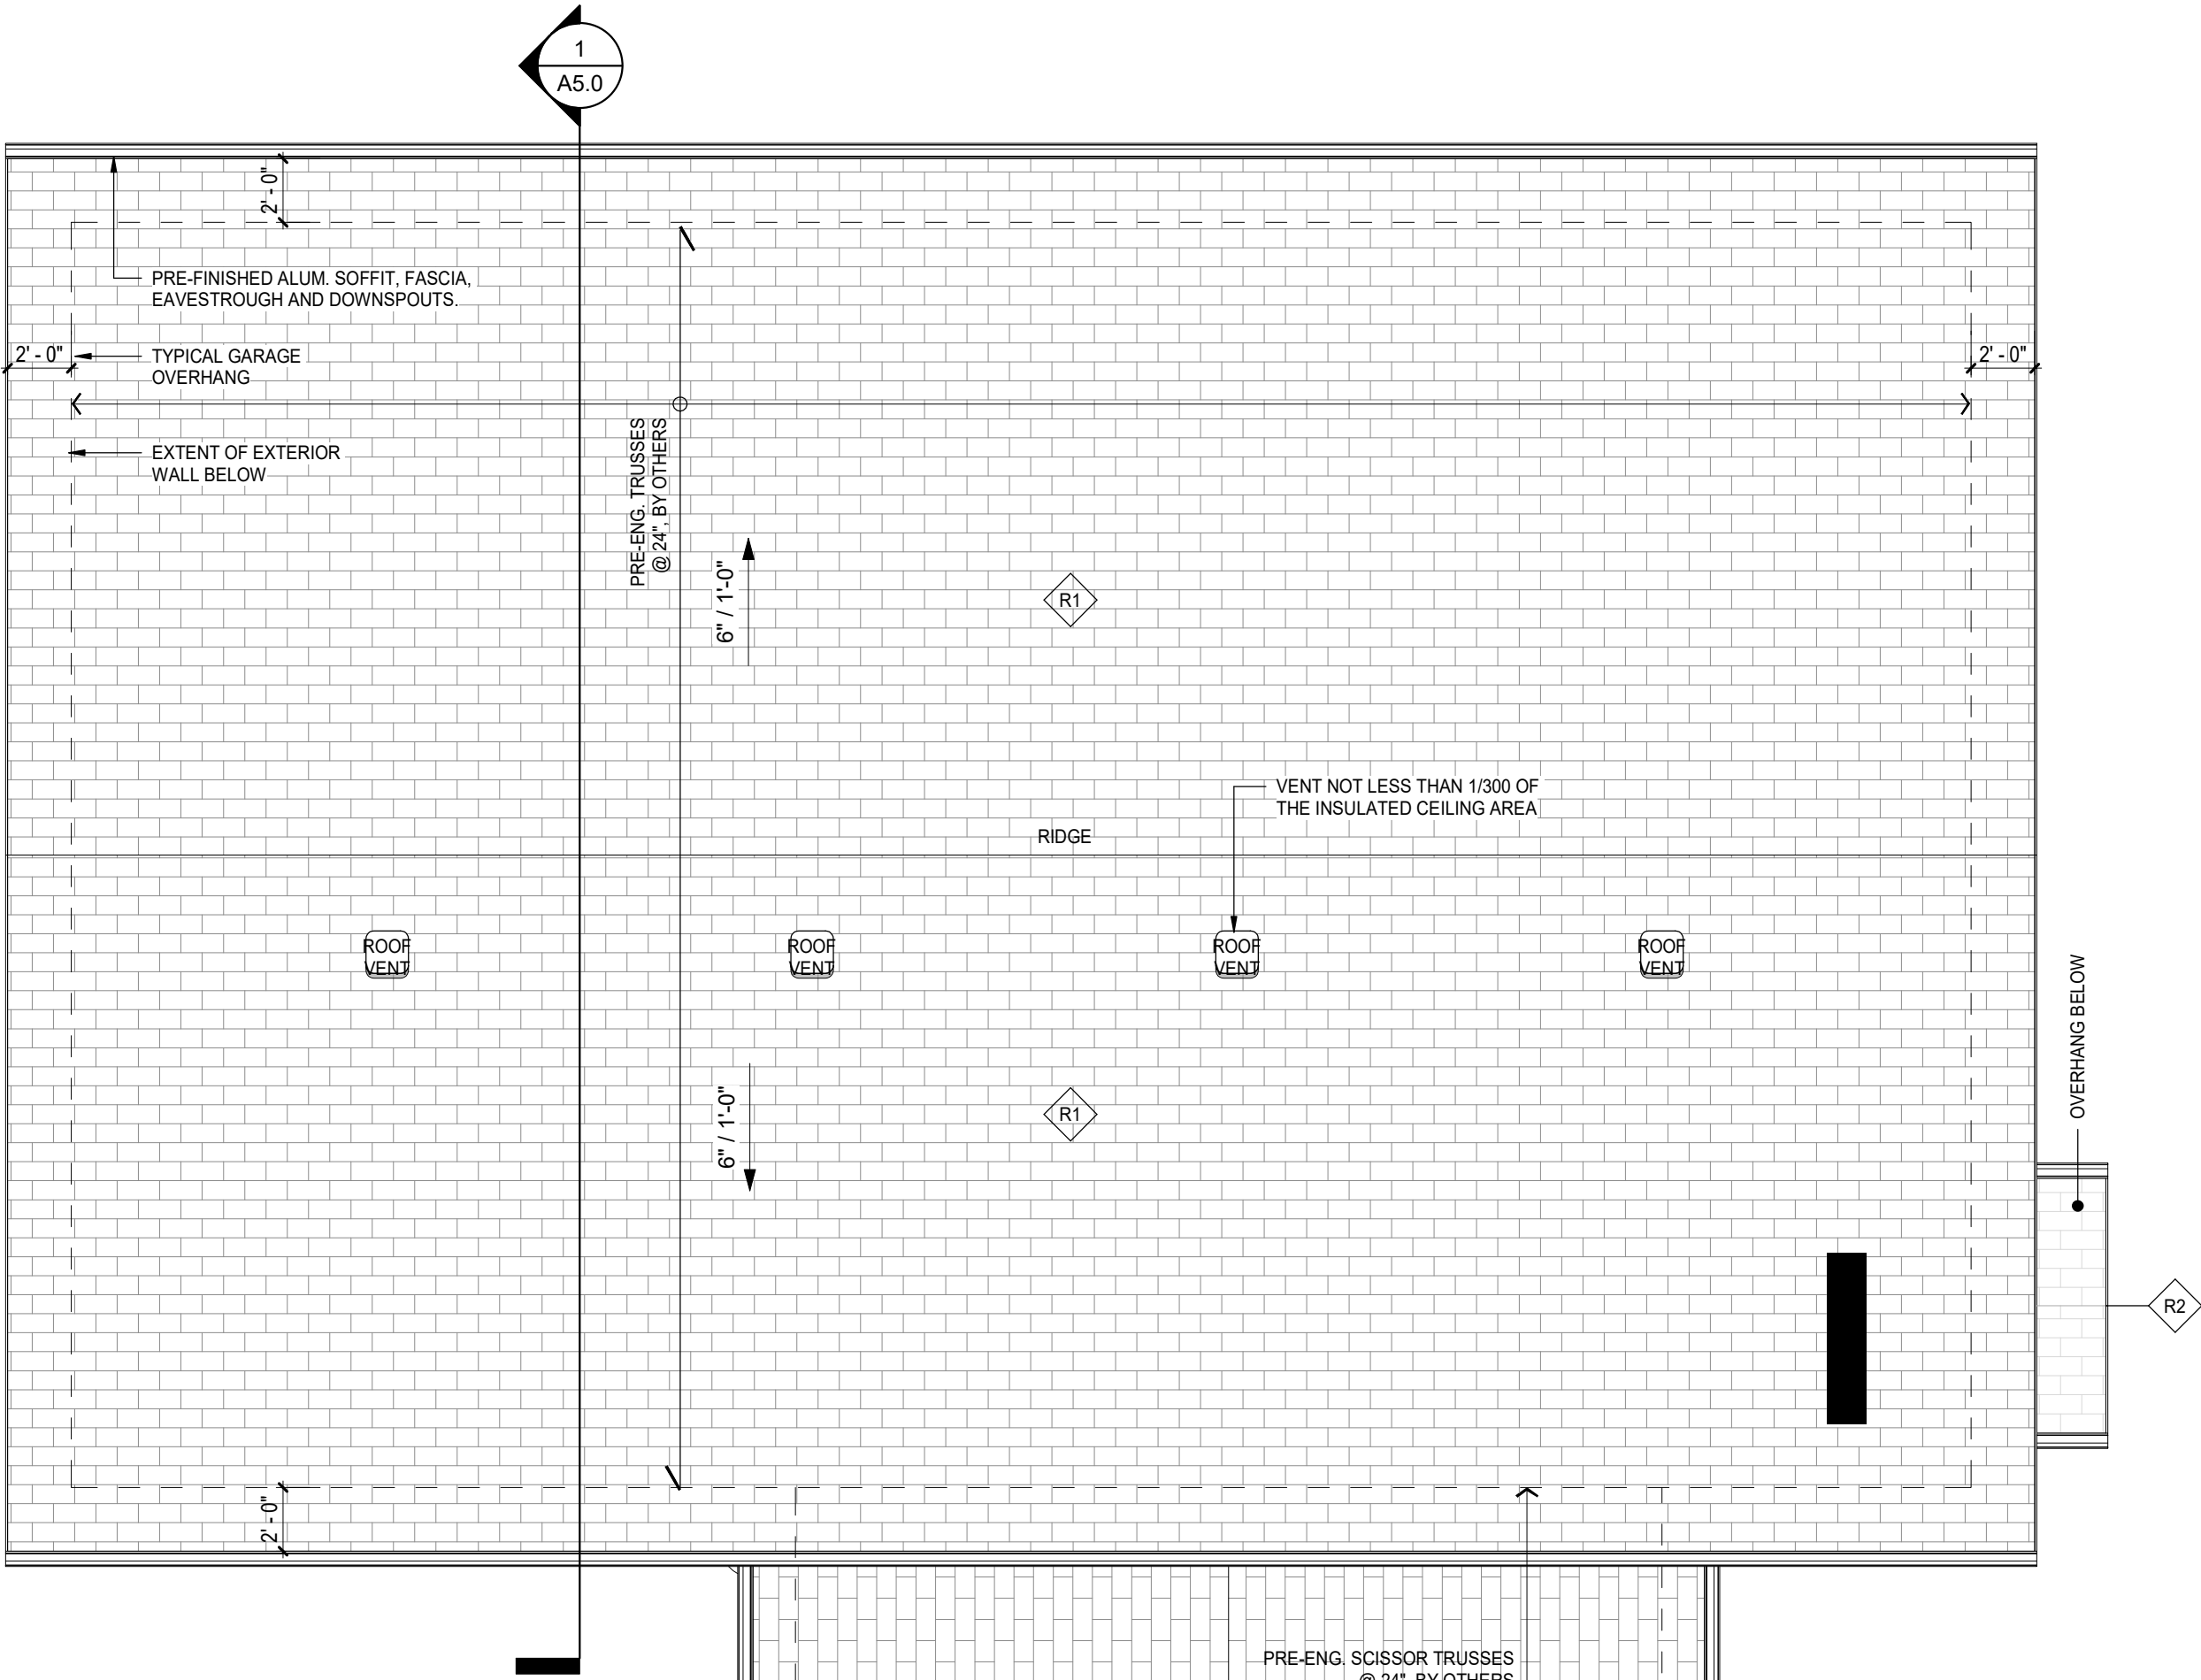 1
A5.0
2' - 0"
PRE-FINISHED ALUM. SOFFIT, FASCIA,
EAVESTROUGH AND DOWNSPOUTS.
2' - 0"
TYPICAL GARAGE
OVERHANG
2' - 0"
EXTENT OF EXTERIOR
WALL BELOW
PRE-ENG. TRUSSES
@ 24", BY OTHERS
6" / 1'-0"
R1
VENT NOT LESS THAN 1/300 OF
THE INSULATED CEILING AREA
RIDGE
ROOF
VENT
ROOF
VENT
ROOF
VENT
ROOF
VENT
OVERHANG BELOW
6" / 1'-0"
R1
R2
2' - 0"
PRE-ENG. SCISSOR TRUSSES
@ 24", BY OTHERS